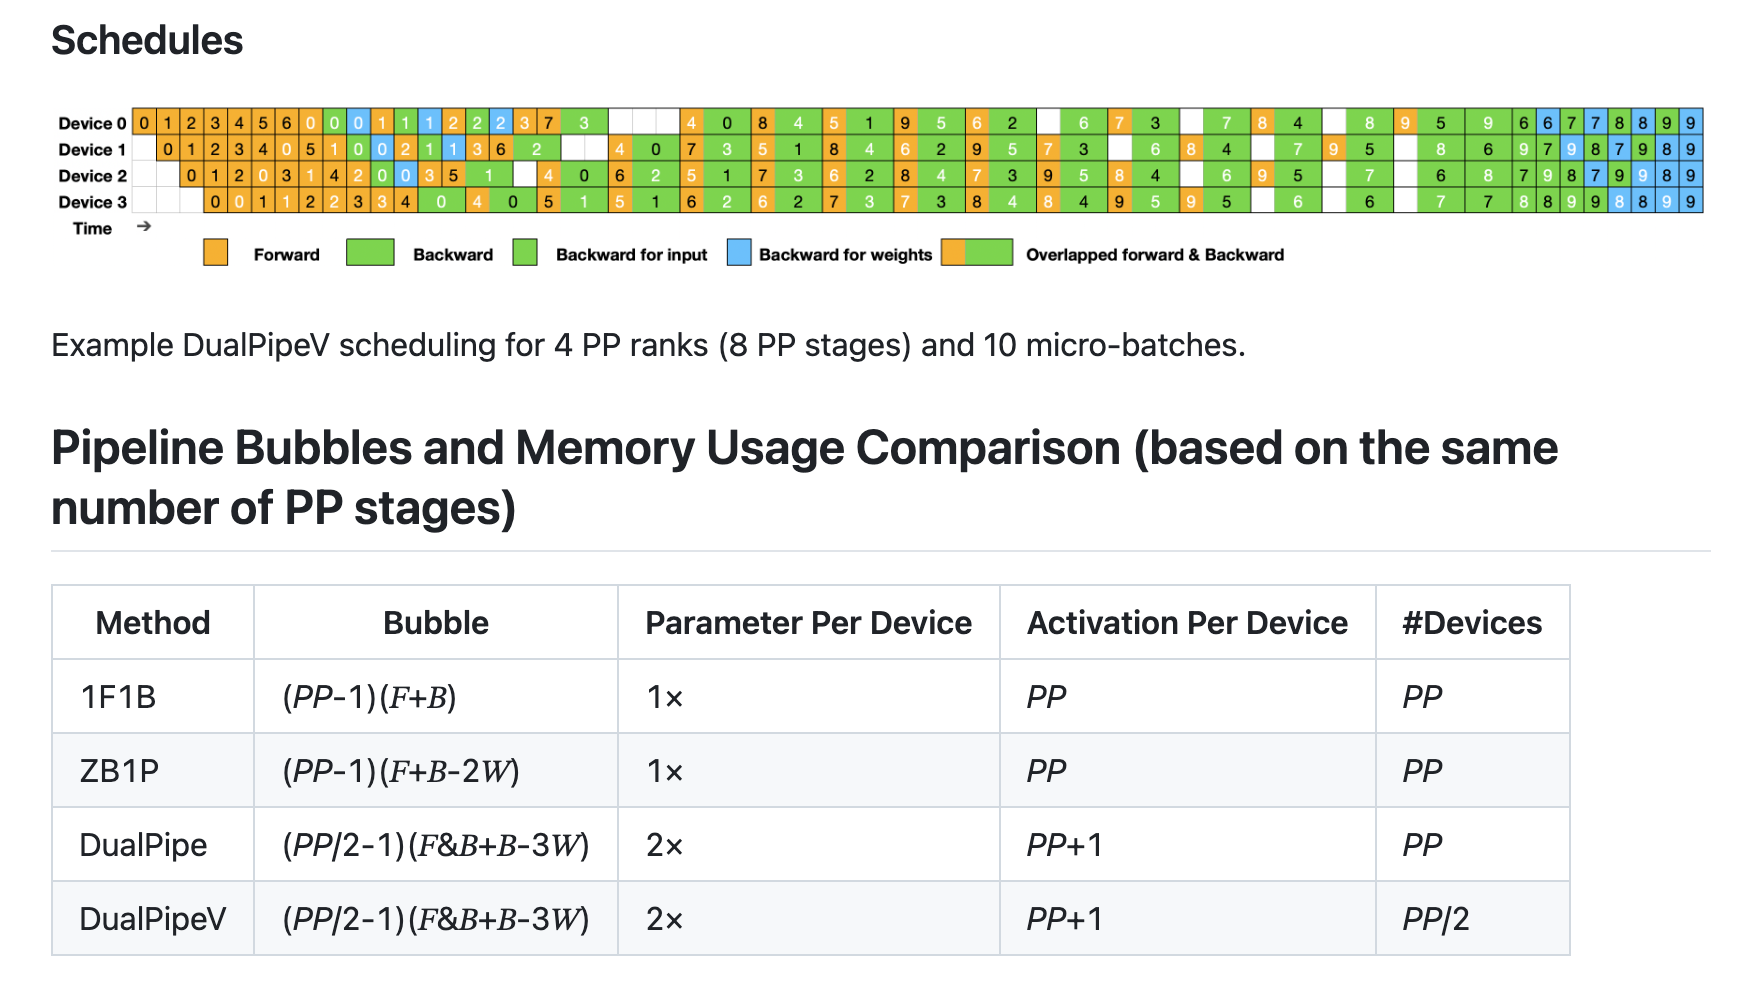 Schedules
Device 0 0 1 2 3 4 5 6 0 0 0 1 1 1 2 2 2 3 7 3 4 0 8 4 5 1 9 5 6 2 6 7 3 7 8 4 8 9 5 9 6 6 7 7 8 8 9 9
Device 1 0 1 2 3 4 0 5 1 0 0 2 1 1 3 6 2 4 0 7 3 5 1 8 4 6 2 9 5 7 3 6 8 4 7 9 5 8 6 9 7 9 8 7 9 8 9
Device 2 0 1 2 0 3 1 4 2 0 0 3 5 1 4 0 6 2 5 1 7 3 6 2 8 4 7 3 9 5 8 4 6 9 5 7 6 8 7 9 8 7 9 9 8 9
Device 3 0 0 1 1 2 2 3 3 4 0 4 0 5 1 5 1 6 2 6 2 7 3 7 3 8 4 8 4 9 5 9 5 6 6 7 7 8 8 9 9 8 8 9 9
Time →
Forward Backward Backward for input Backward for weights Overlapped forward & Backward
Example DualPipeV scheduling for 4 PP ranks (8 PP stages) and 10 micro-batches.
Pipeline Bubbles and Memory Usage Comparison (based on the same
number of PP stages)
Method Bubble Parameter Per Device Activation Per Device #Devices
1F1B (PP-1)(F+B) 1× PP PP
ZB1P (PP-1)(F+B-2W) 1× PP PP
DualPipe (PP/2-1)(F&B+B-3W) 2× PP+1 PP
DualPipeV (PP/2-1)(F&B+B-3W) 2× PP+1 PP/2